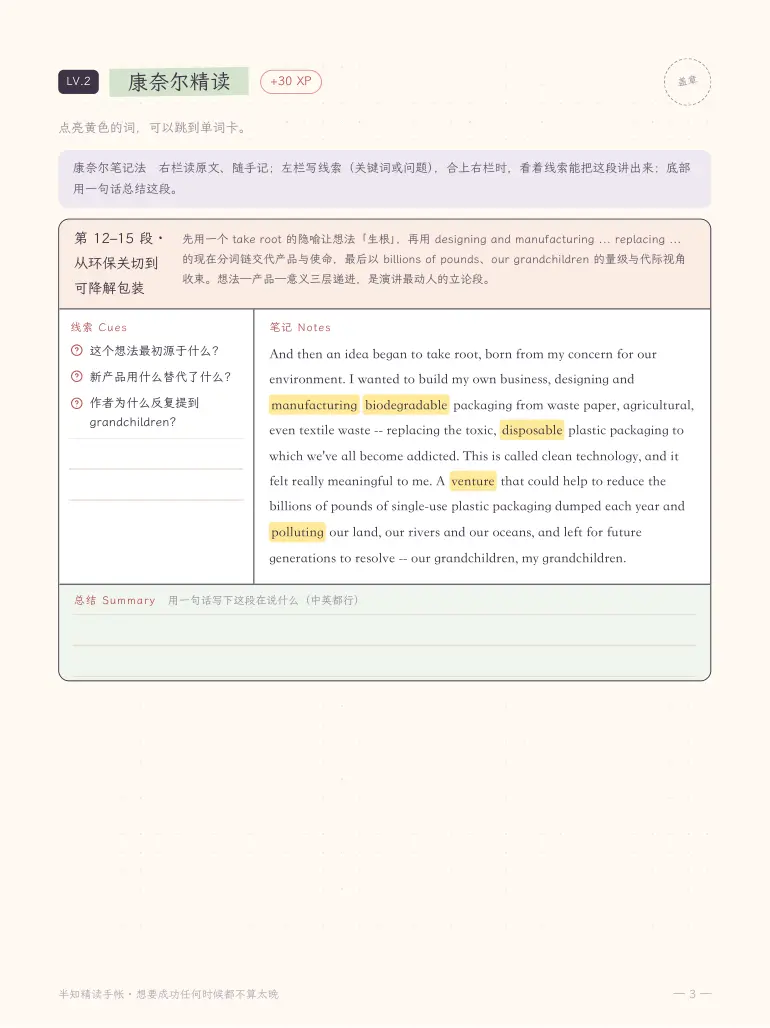 LV.2 康奈尔精读 +30 XP 盖章
点亮黄色的词，可以跳到单词卡。
康奈尔笔记法 右栏读原文、随手记；左栏写线索（关键词或问题），合上右栏时，看着线索能把这段讲出来；底部
用一句话总结这段。
第 12–15 段・
从环保关切到
可降解包装
先用一个 take root 的隐喻让想法「生根」，再用 designing and manufacturing … replacing …
的现在分词链交代产品与使命，最后以 billions of pounds、our grandchildren 的量级与代际视角
收束。想法—产品—意义三层递进，是演讲最动人的立论段。
线索 Cues
这个想法最初源于什么？
新产品用什么替代了什么？
作者为什么反复提到
grandchildren？
笔记 Notes
And then an idea began to take root, born from my concern for our
environment. I wanted to build my own business, designing and
manufacturing biodegradable packaging from waste paper, agricultural,
even textile waste -- replacing the toxic, disposable plastic packaging to
which we've all become addicted. This is called clean technology, and it
felt really meaningful to me. A venture that could help to reduce the
billions of pounds of single-use plastic packaging dumped each year and
polluting our land, our rivers and our oceans, and left for future
generations to resolve -- our grandchildren, my grandchildren.
总结 Summary 用一句话写下这段在说什么（中英都行）
半知精读手帐・想要成功任何时候都不算太晚
— 3 —